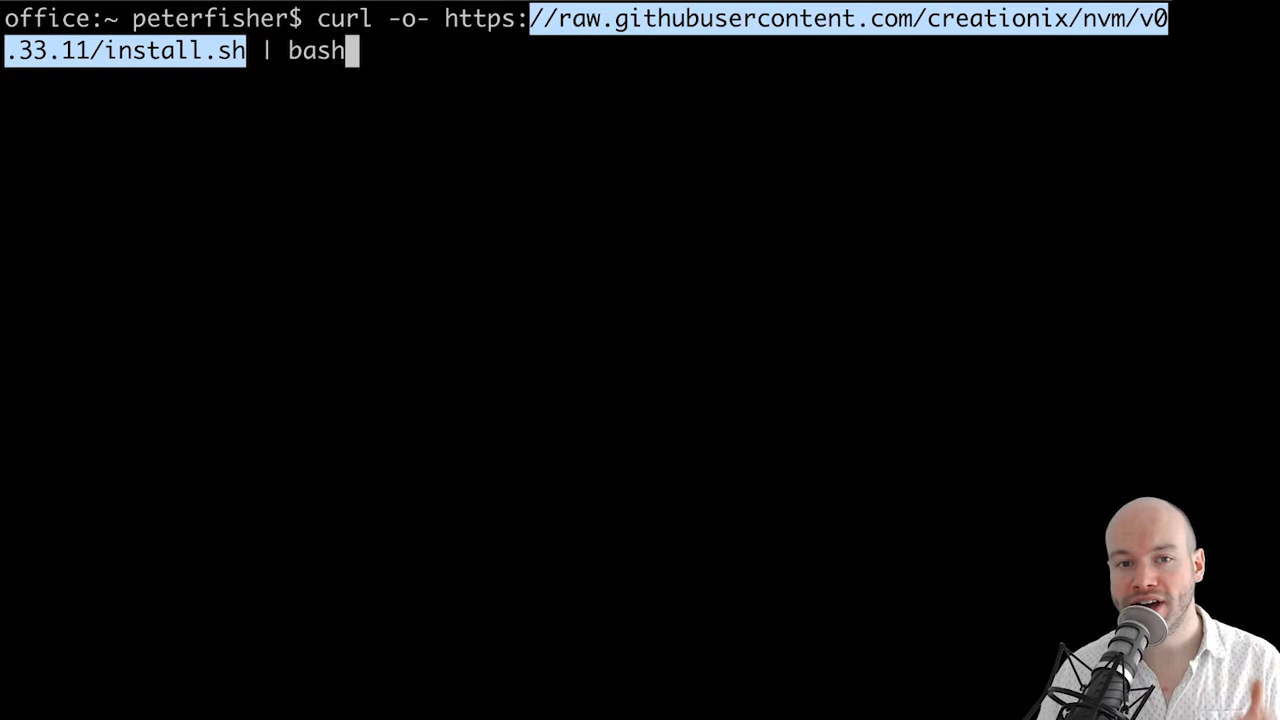 office:~ peterfisher$ curl -o- https://raw.githubusercontent.com/creationix/nvm/v0
.33.11/install.sh | bash